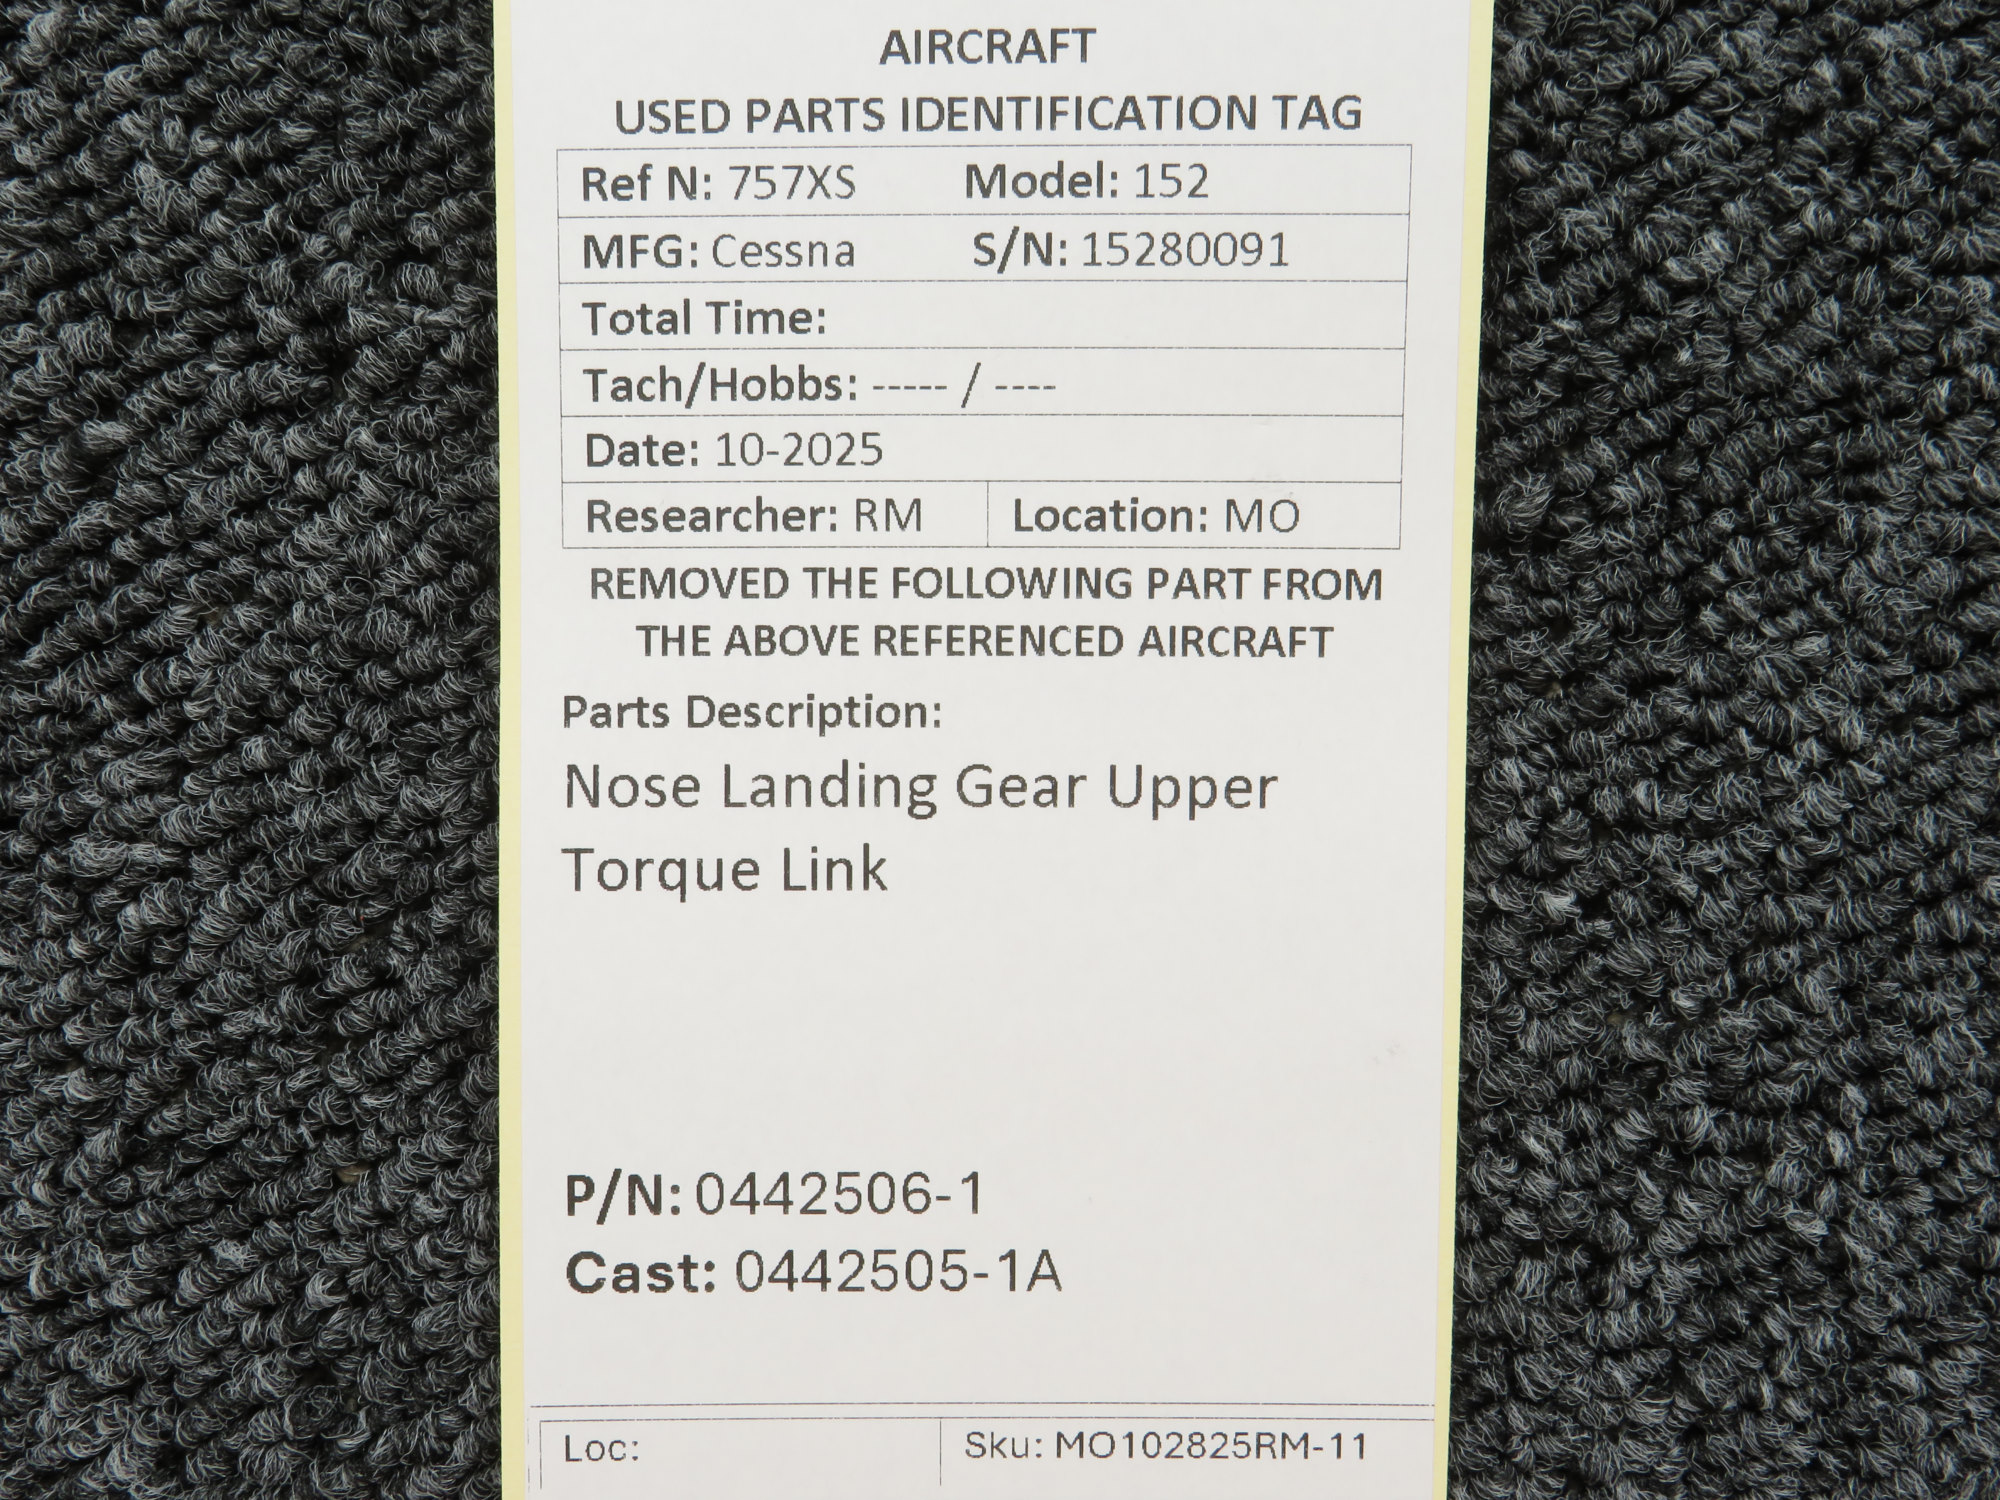 AIRCRAFT
USED PARTS IDENTIFICATION TAG
Ref N: 757XS Model: 152
MFG: Cessna S/N: 15280091
Total Time:
Tach/Hobbs: ----- / ----
Date: 10-2025
Researcher: RM Location: MO
REMOVED THE FOLLOWING PART FROM
THE ABOVE REFERENCED AIRCRAFT
Parts Description:
Nose Landing Gear Upper
Torque Link
P/N: 0442506-1
Cast: 0442505-1A
Loc: Sku: MO102825RM-11